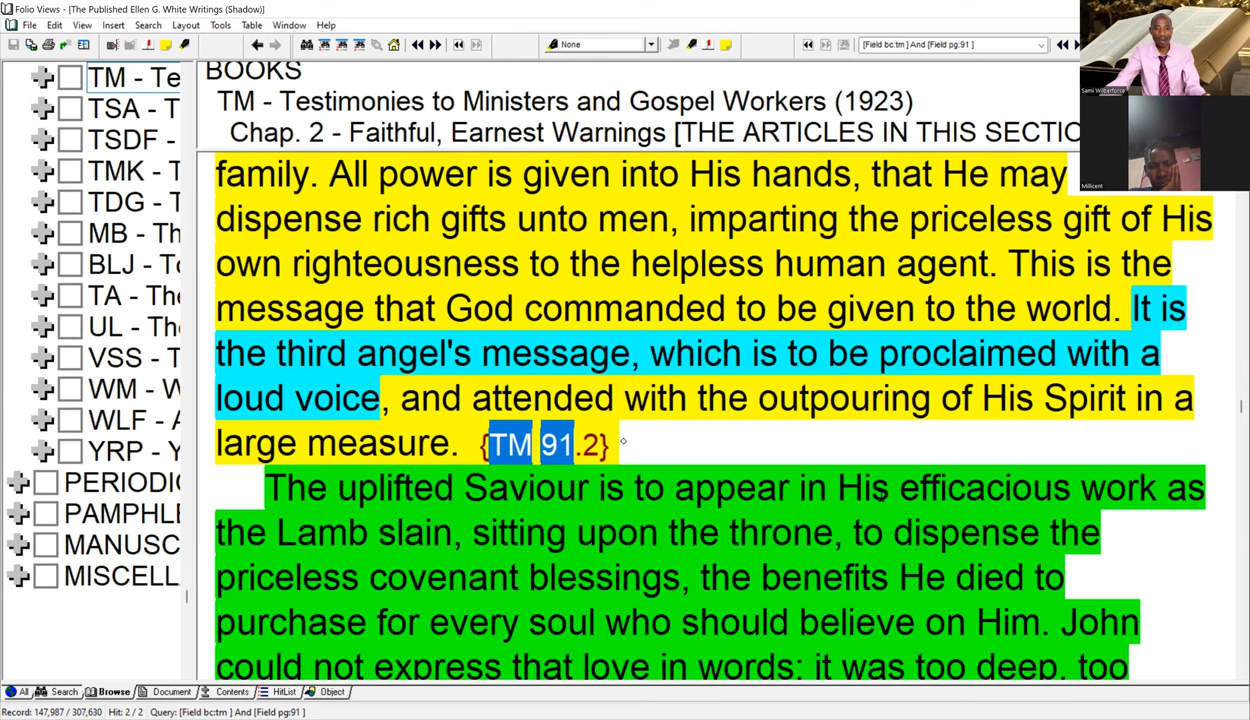 Folio Views - [The Published Ellen G. White Writings (Shadow)]
File Edit View Insert Search Layout Tools Table Window Help
None
[Field bc:tm ] And [Field pg:91 ]
Sami Wilberforce
Millicent
TM - Te
TSA - T
TSDF -
TMK - T
TDG - T
MB - Th
BLJ - To
TA - The
UL - The
VSS - T
WM - W
WLF - A
YRP - Y
PERIODIC
PAMPHLE
MANUSC
MISCELL
BOOKS
TM - Testimonies to Ministers and Gospel Workers (1923)
Chap. 2 - Faithful, Earnest Warnings [THE ARTICLES IN THIS SECTIO
family. All power is given into His hands, that He may
dispense rich gifts unto men, imparting the priceless gift of His
own righteousness to the helpless human agent. This is the
message that God commanded to be given to the world. It is
the third angel's message, which is to be proclaimed with a
loud voice, and attended with the outpouring of His Spirit in a
large measure. {TM 91.2}
The uplifted Saviour is to appear in His efficacious work as
the Lamb slain, sitting upon the throne, to dispense the
priceless covenant blessings, the benefits He died to
purchase for every soul who should believe on Him. John
could not express that love in words; it was too deep, too
All Search Browse Document Contents HitList Object
Record: 147,987 / 307,630 Hit: 2 / 2 Query: [Field bc:tm ] And [Field pg:91 ]